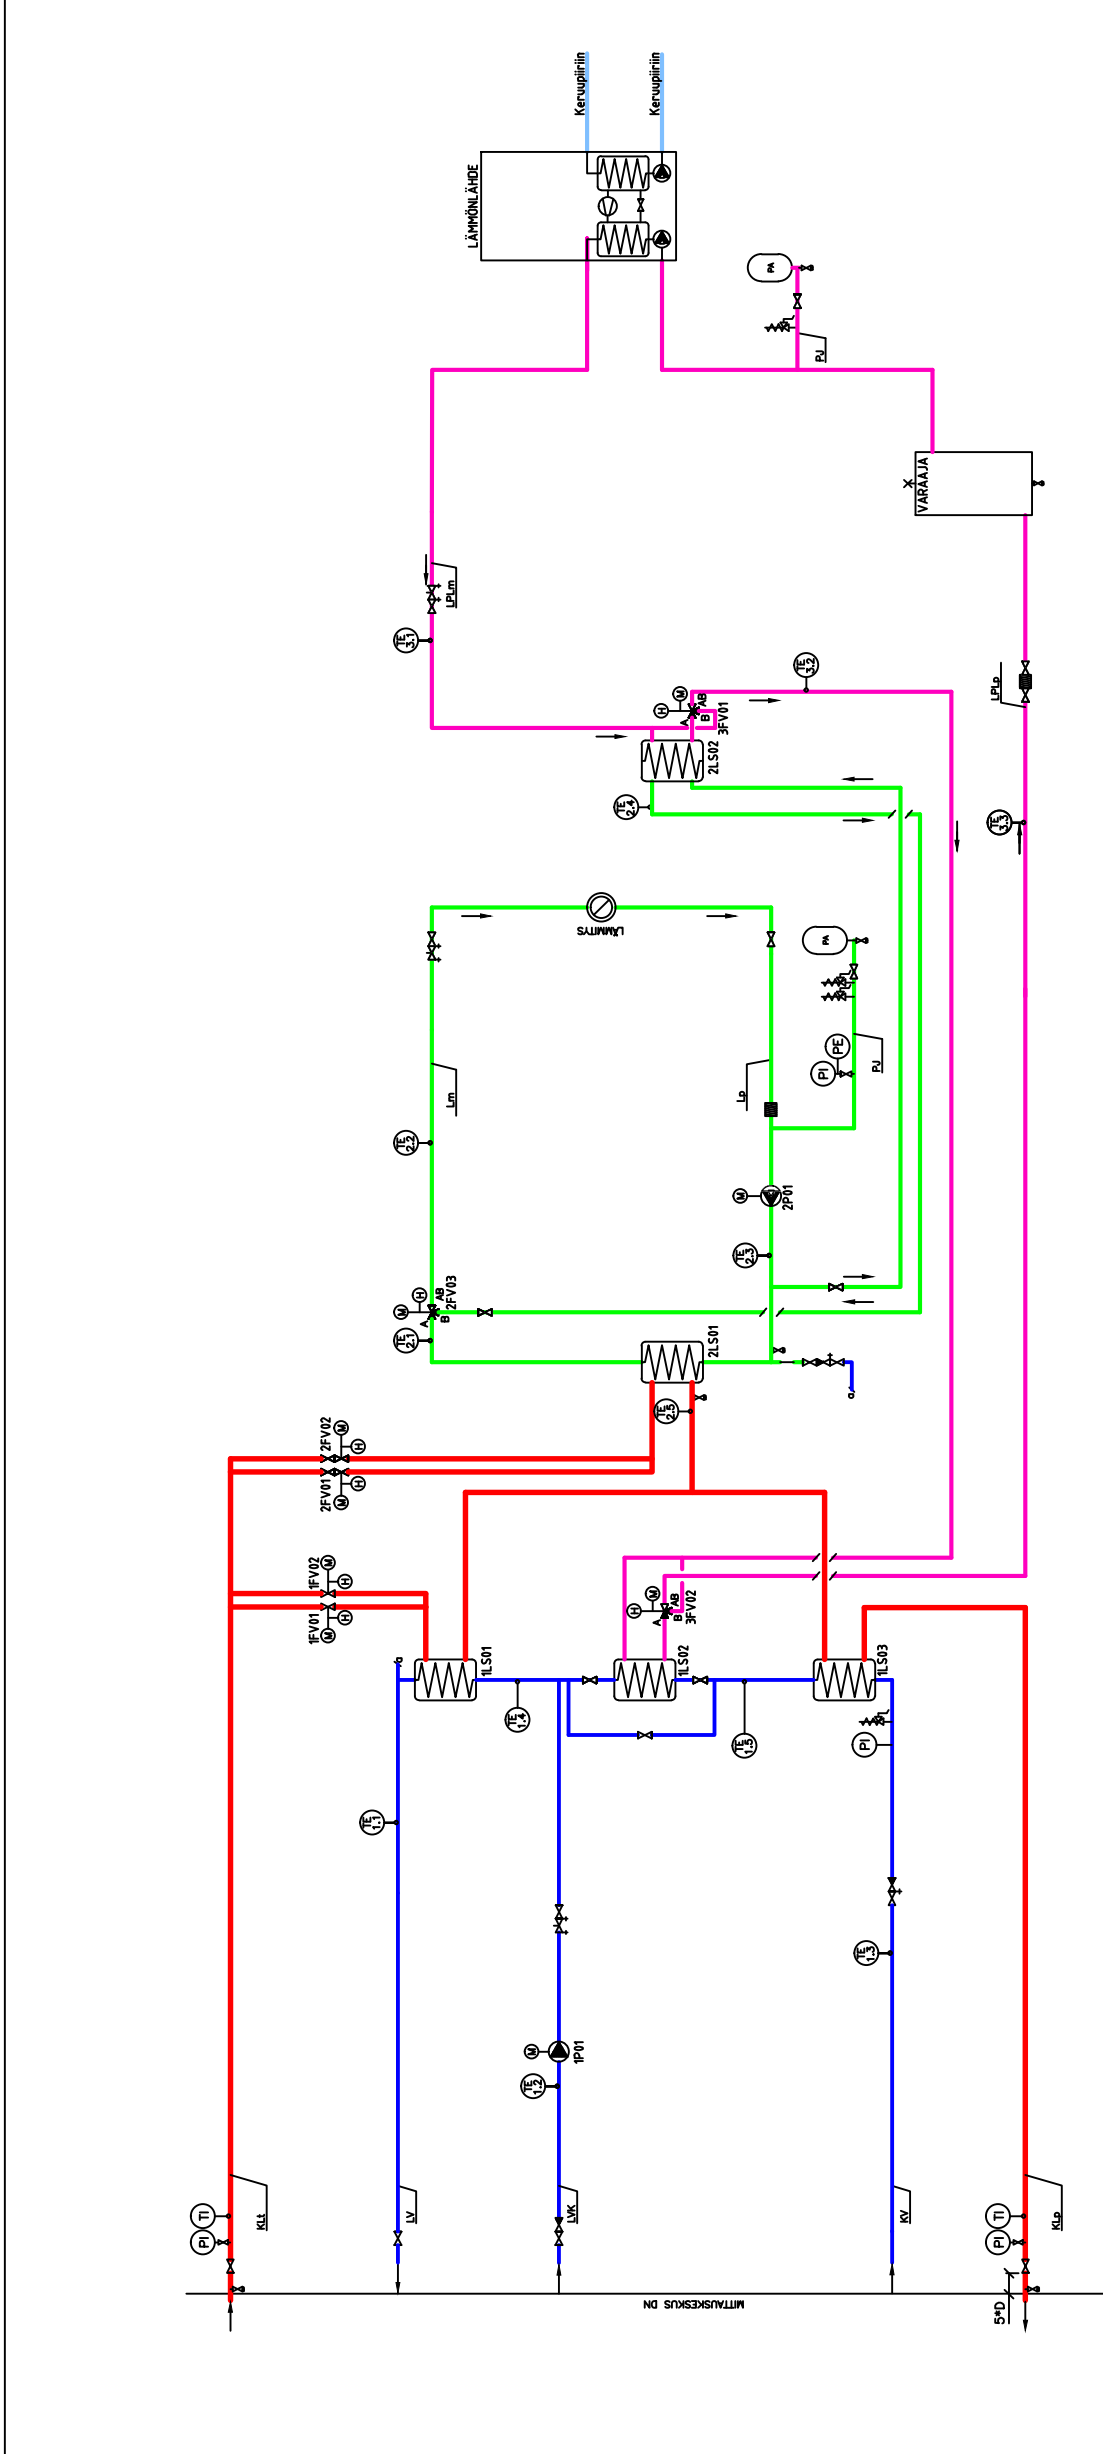 Keruupiiriin
Keruupiiriin
LÄMMÖNLÄHDE
PA
PJ
VARAAJA
LPLm
TE
3.1
LPLp
TE
3.2
H
M
A
AB
B
3FV01
2LS02
TE
2.4
TE
3.3
LÄMMITYS
PA
PI
PE
PJ
Lm
Lp
TE
2.2
M
2P01
TE
2.3
M
H
A
AB
B
2FV03
TE
2.1
2LS01
a
TE
2.5
2FV02
M
H
2FV01
M
H
1FV02
M
H
1FV01
M
H
H
M
A
AB
B
3FV02
a
1LS01
1LS02
1LS03
TE
1.4
TE
1.5
PI
TE
1.1
TE
1.3
M
1P01
TE
1.2
TI
PI
KLt
LV
LVK
KV
TI
PI
KLp
MITTAUSKESKUS DN
5*D